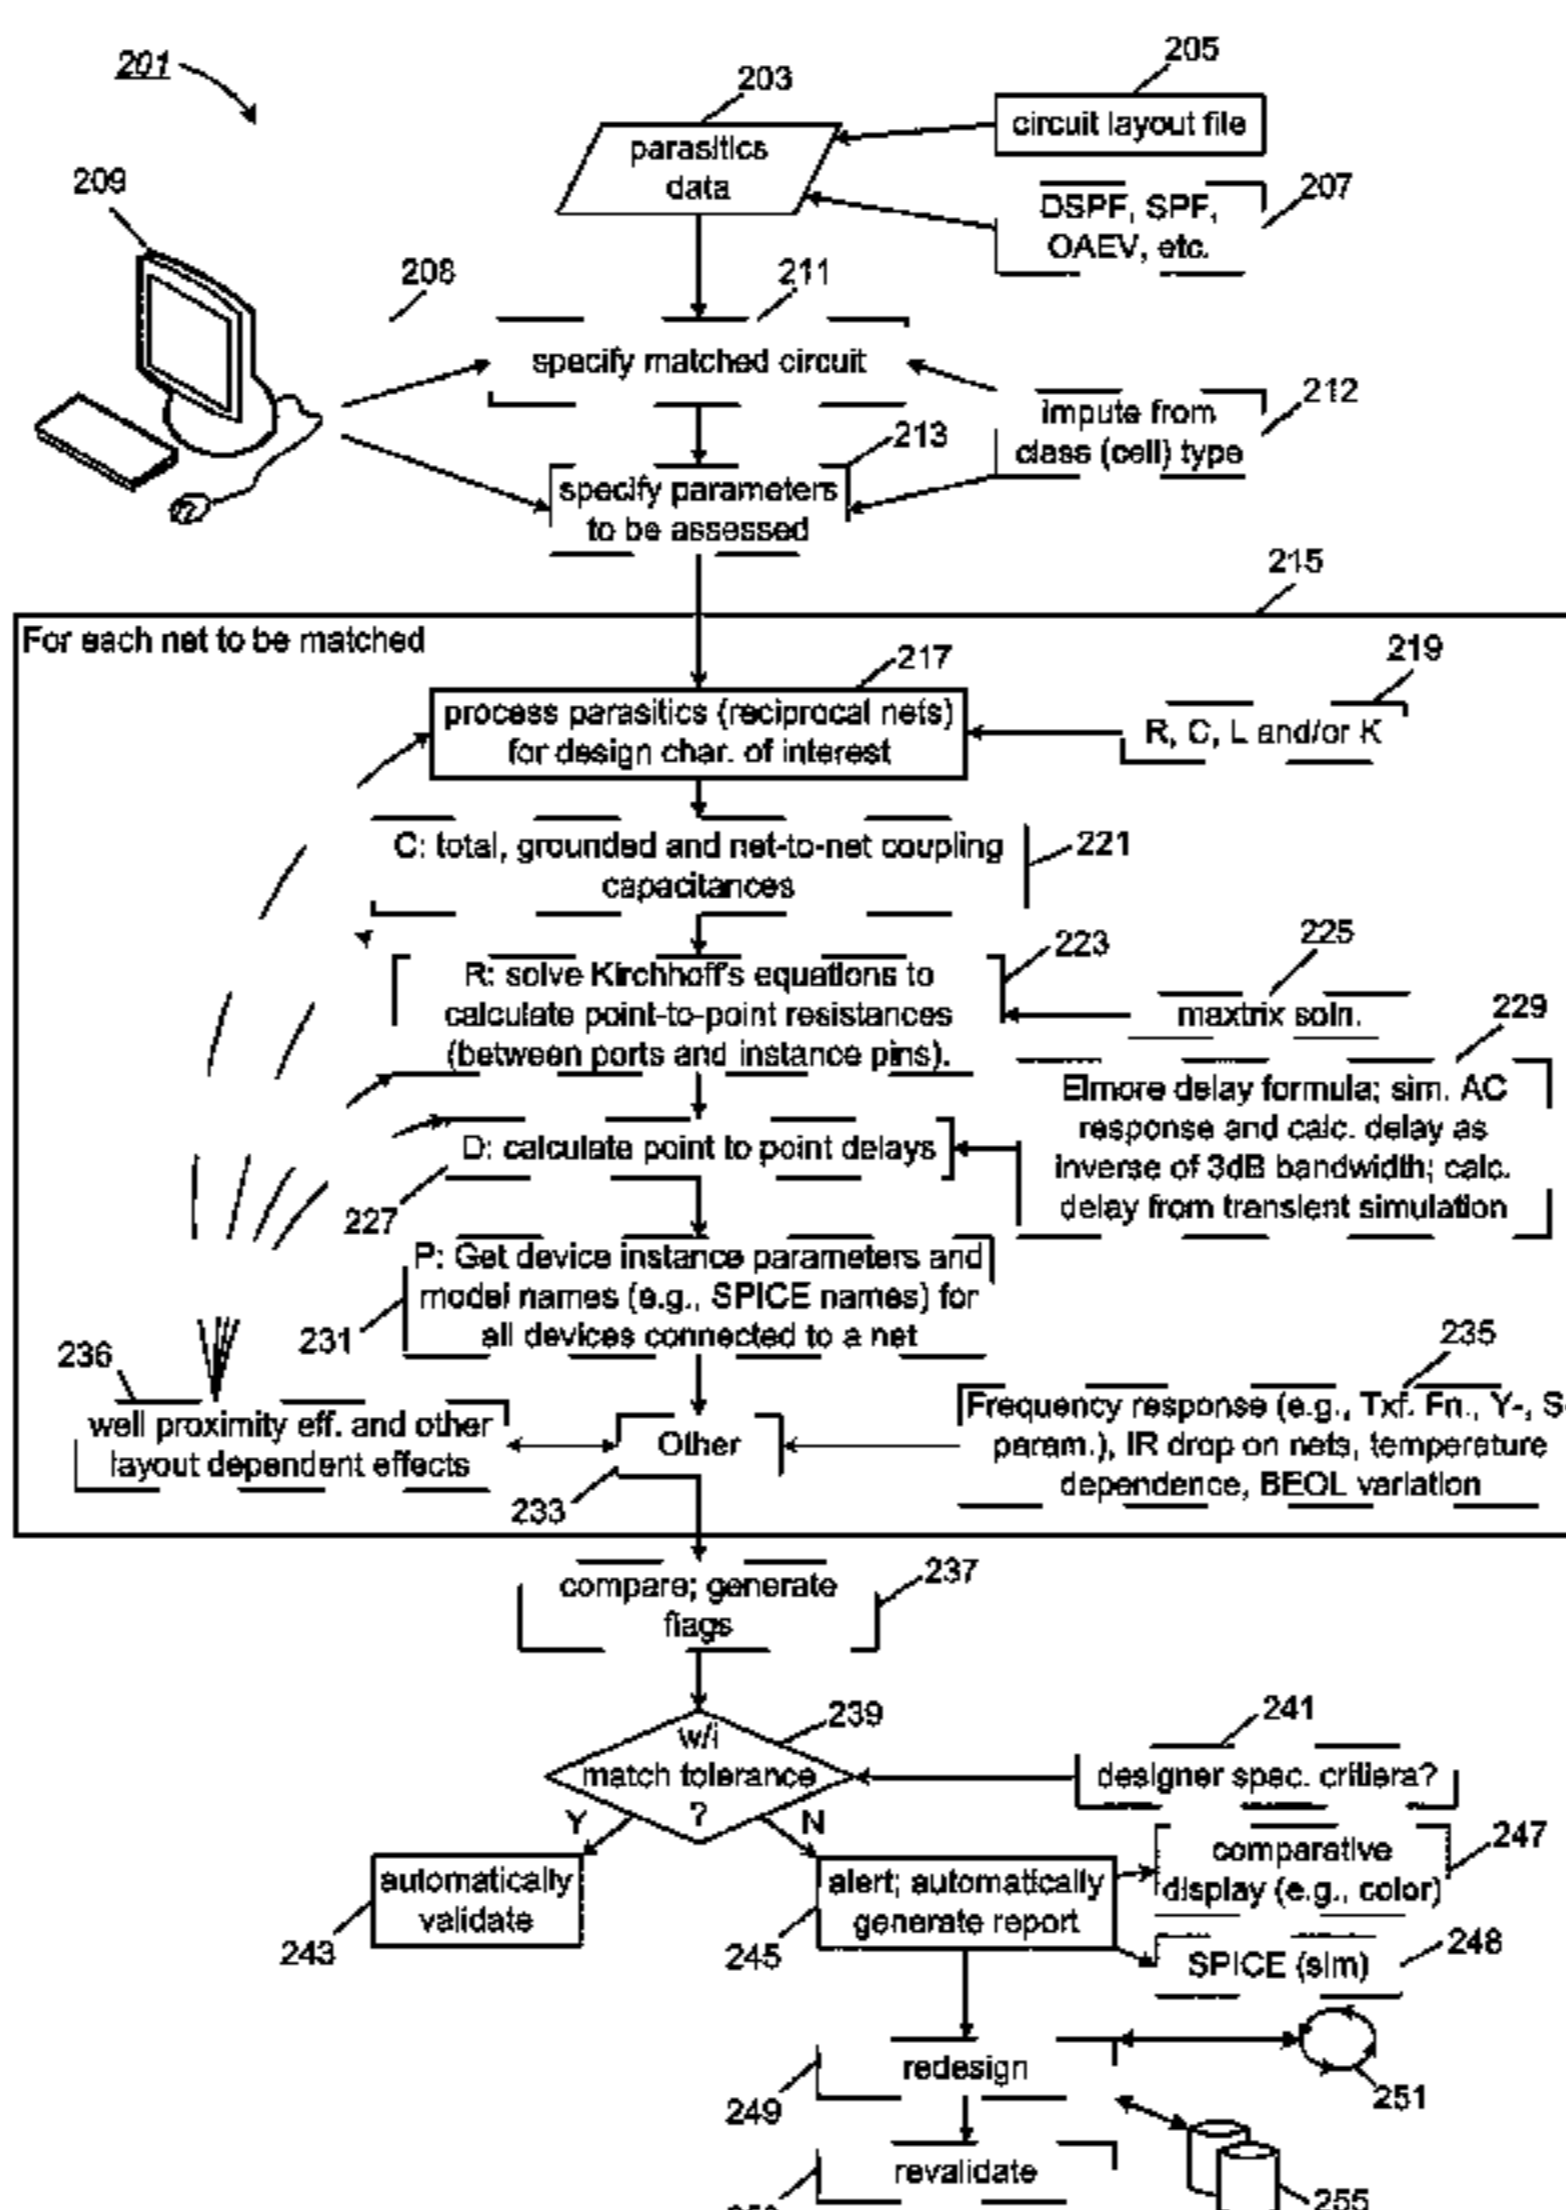 201
203
205
circuit layout file
parasitics
data
209
207
DSPF, SPF,
OAEV, etc.
208
211
specify matched circuit
212
impute from
class (cell) type
213
specify parameters
to be assessed
215
For each net to be matched
217
219
process parasitics (reciprocal nets)
for design char. of interest
R, C, L and/or K
C: total, grounded and net-to-net coupling
capacitances
221
223
225
R: solve Kirchhoff's equations to
calculate point-to-point resistances
(between ports and instance pins).
maxtrix soln.
229
Elmore delay formula; sim. AC
response and calc. delay as
inverse of 3dB bandwidth; calc.
delay from transient simulation
D: calculate point to point delays
227
P: Get device instance parameters and
model names (e.g., SPICE names) for
all devices connected to a net
231
236
235
well proximity eff. and other
layout dependent effects
Other
Frequency response (e.g., Txf. Fn., Y-, S-
param.), IR drop on nets, temperature
dependence, BEOL variation
233
237
compare; generate
flags
239
241
w/i
match tolerance
?
designer spec. critiera?
Y
N
247
comparative
display (e.g., color)
automatically
validate
alert; automatically
generate report
243
245
248
SPICE (sim)
redesign
249
251
revalidate
255